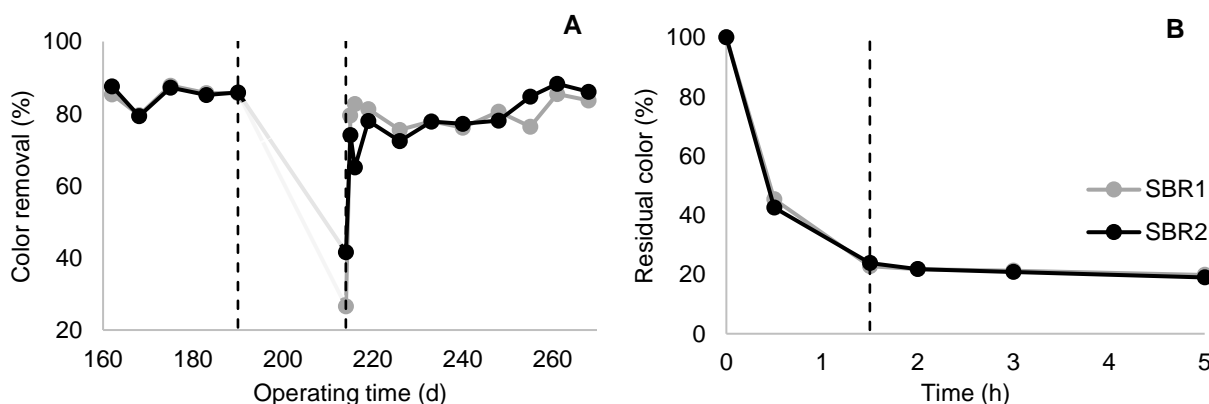 A
Color removal (%)
100
80
60
40
20
160 180 200 220 240 260
Operating time (d)
B
Residual color (%)
100
80
60
40
20
0
0 1 2 3 4 5
Time (h)
SBR1
SBR2